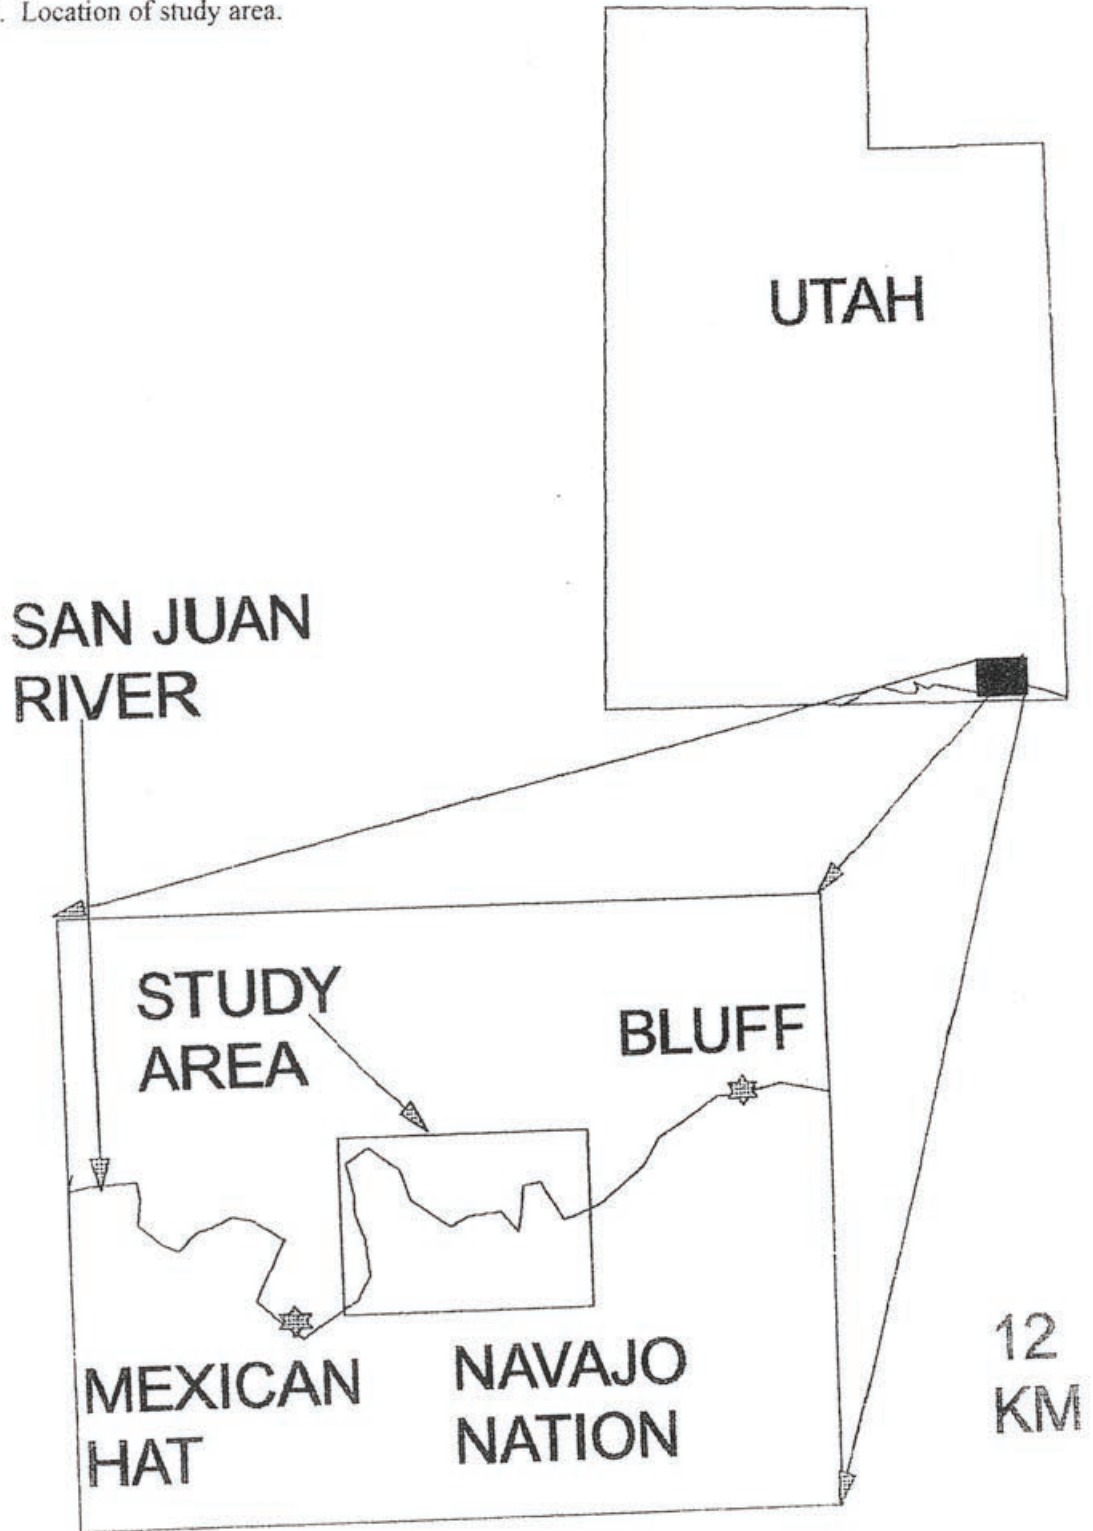 . Location of study area.
UTAH
SAN JUAN
RIVER
STUDY
AREA
BLUFF
MEXICAN
HAT
NAVAJO
NATION
12
KM